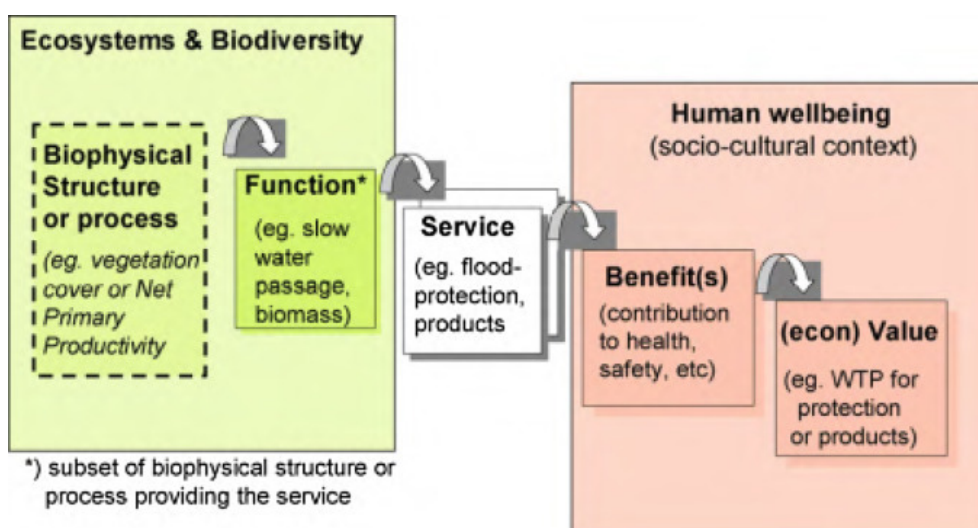 Ecosystems & Biodiversity
Biophysical
Structure
or process
(eg. vegetation
cover or Net
Primary
Productivity
Function*
(eg. slow
water
passage,
biomass)
Service
(eg. flood-
protection,
products
Human wellbeing
(socio-cultural context)
Benefit(s)
(contribution
to health,
safety, etc)
(econ) Value
(eg. WTP for
protection
or products)
*) subset of biophysical structure or
process providing the service